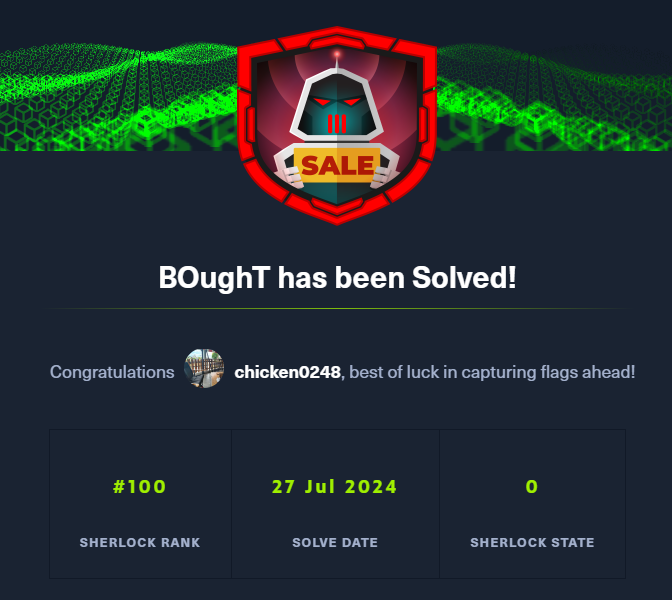 SALE
BOughT has been Solved!
Congratulations chicken0248, best of luck in capturing flags ahead!
#100 27 Jul 2024 0
SHERLOCK RANK SOLVE DATE SHERLOCK STATE